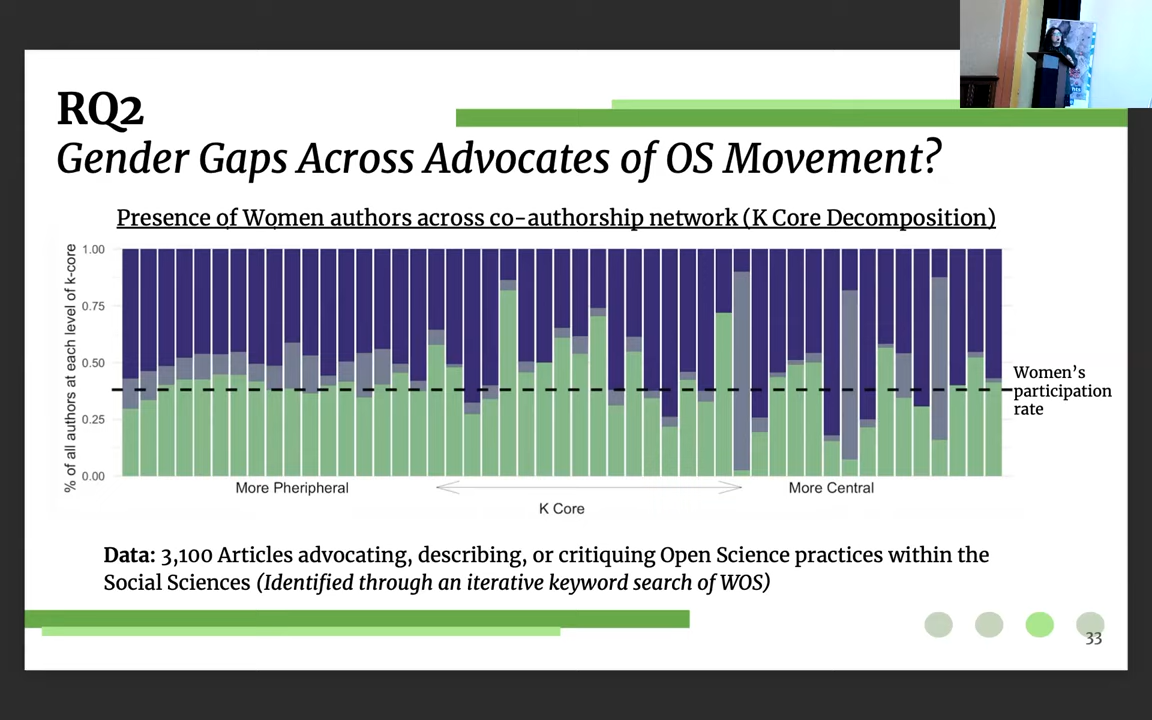 RQ2
Gender Gaps Across Advocates of OS Movement?
Presence of Women authors across co-authorship network (K Core Decomposition)
% of all authors at each level of k-core
1.00
0.75
0.50
0.25
0.00
Women's
participation
rate
More Pheripheral
More Central
K Core
Data: 3,100 Articles advocating, describing, or critiquing Open Science practices within the
Social Sciences (Identified through an iterative keyword search of WOS)
33